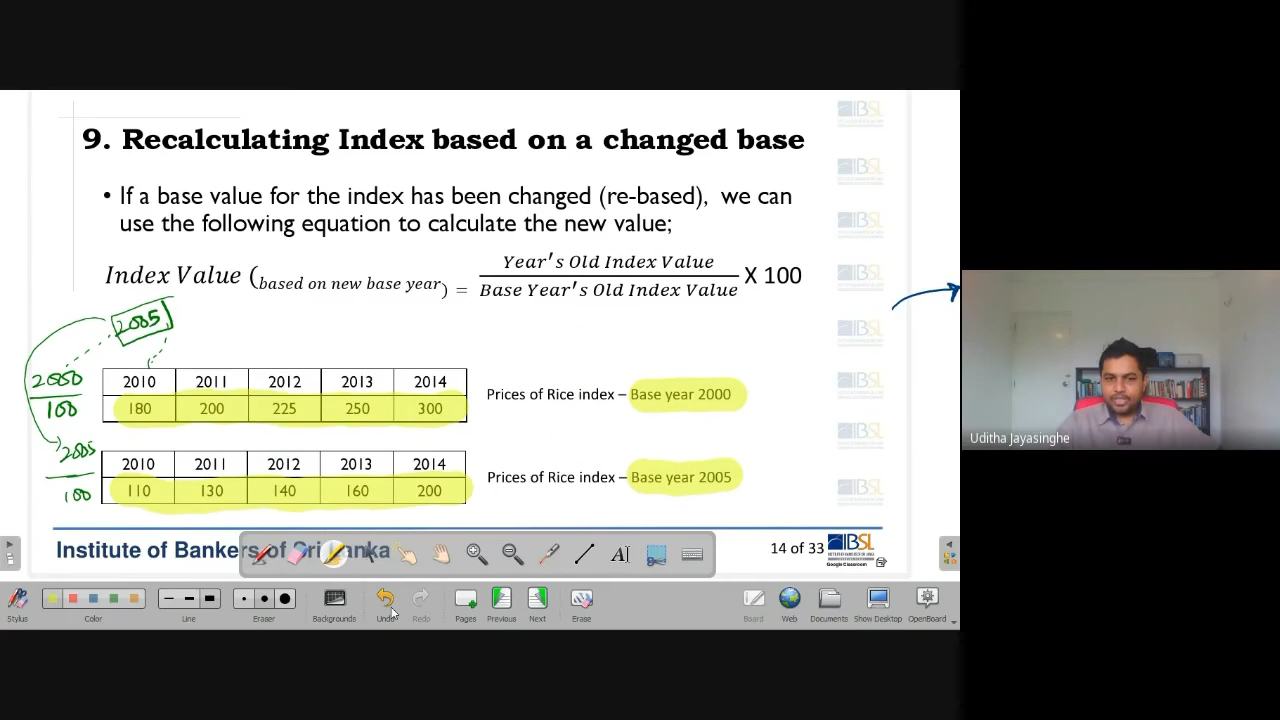 9. Recalculating Index based on a changed base
• If a base value for the index has been changed (re-based), we can
use the following equation to calculate the new value;
Index Value (based on new base year) = Year's Old Index Value / Base Year's Old Index Value X 100
2005
2000
100
2010 2011 2012 2013 2014
180 200 225 250 300
Prices of Rice index – Base year 2000
2005
100
2010 2011 2012 2013 2014
110 130 140 160 200
Prices of Rice index – Base year 2005
Institute of Bankers of Sri Lanka
14 of 33
IBSL
Google Classroom
Uditha Jayasinghe
Stylus Color Line Eraser Backgrounds Undo Redo Pages Previous Next Erase Board Web Documents Show Desktop OpenBoard